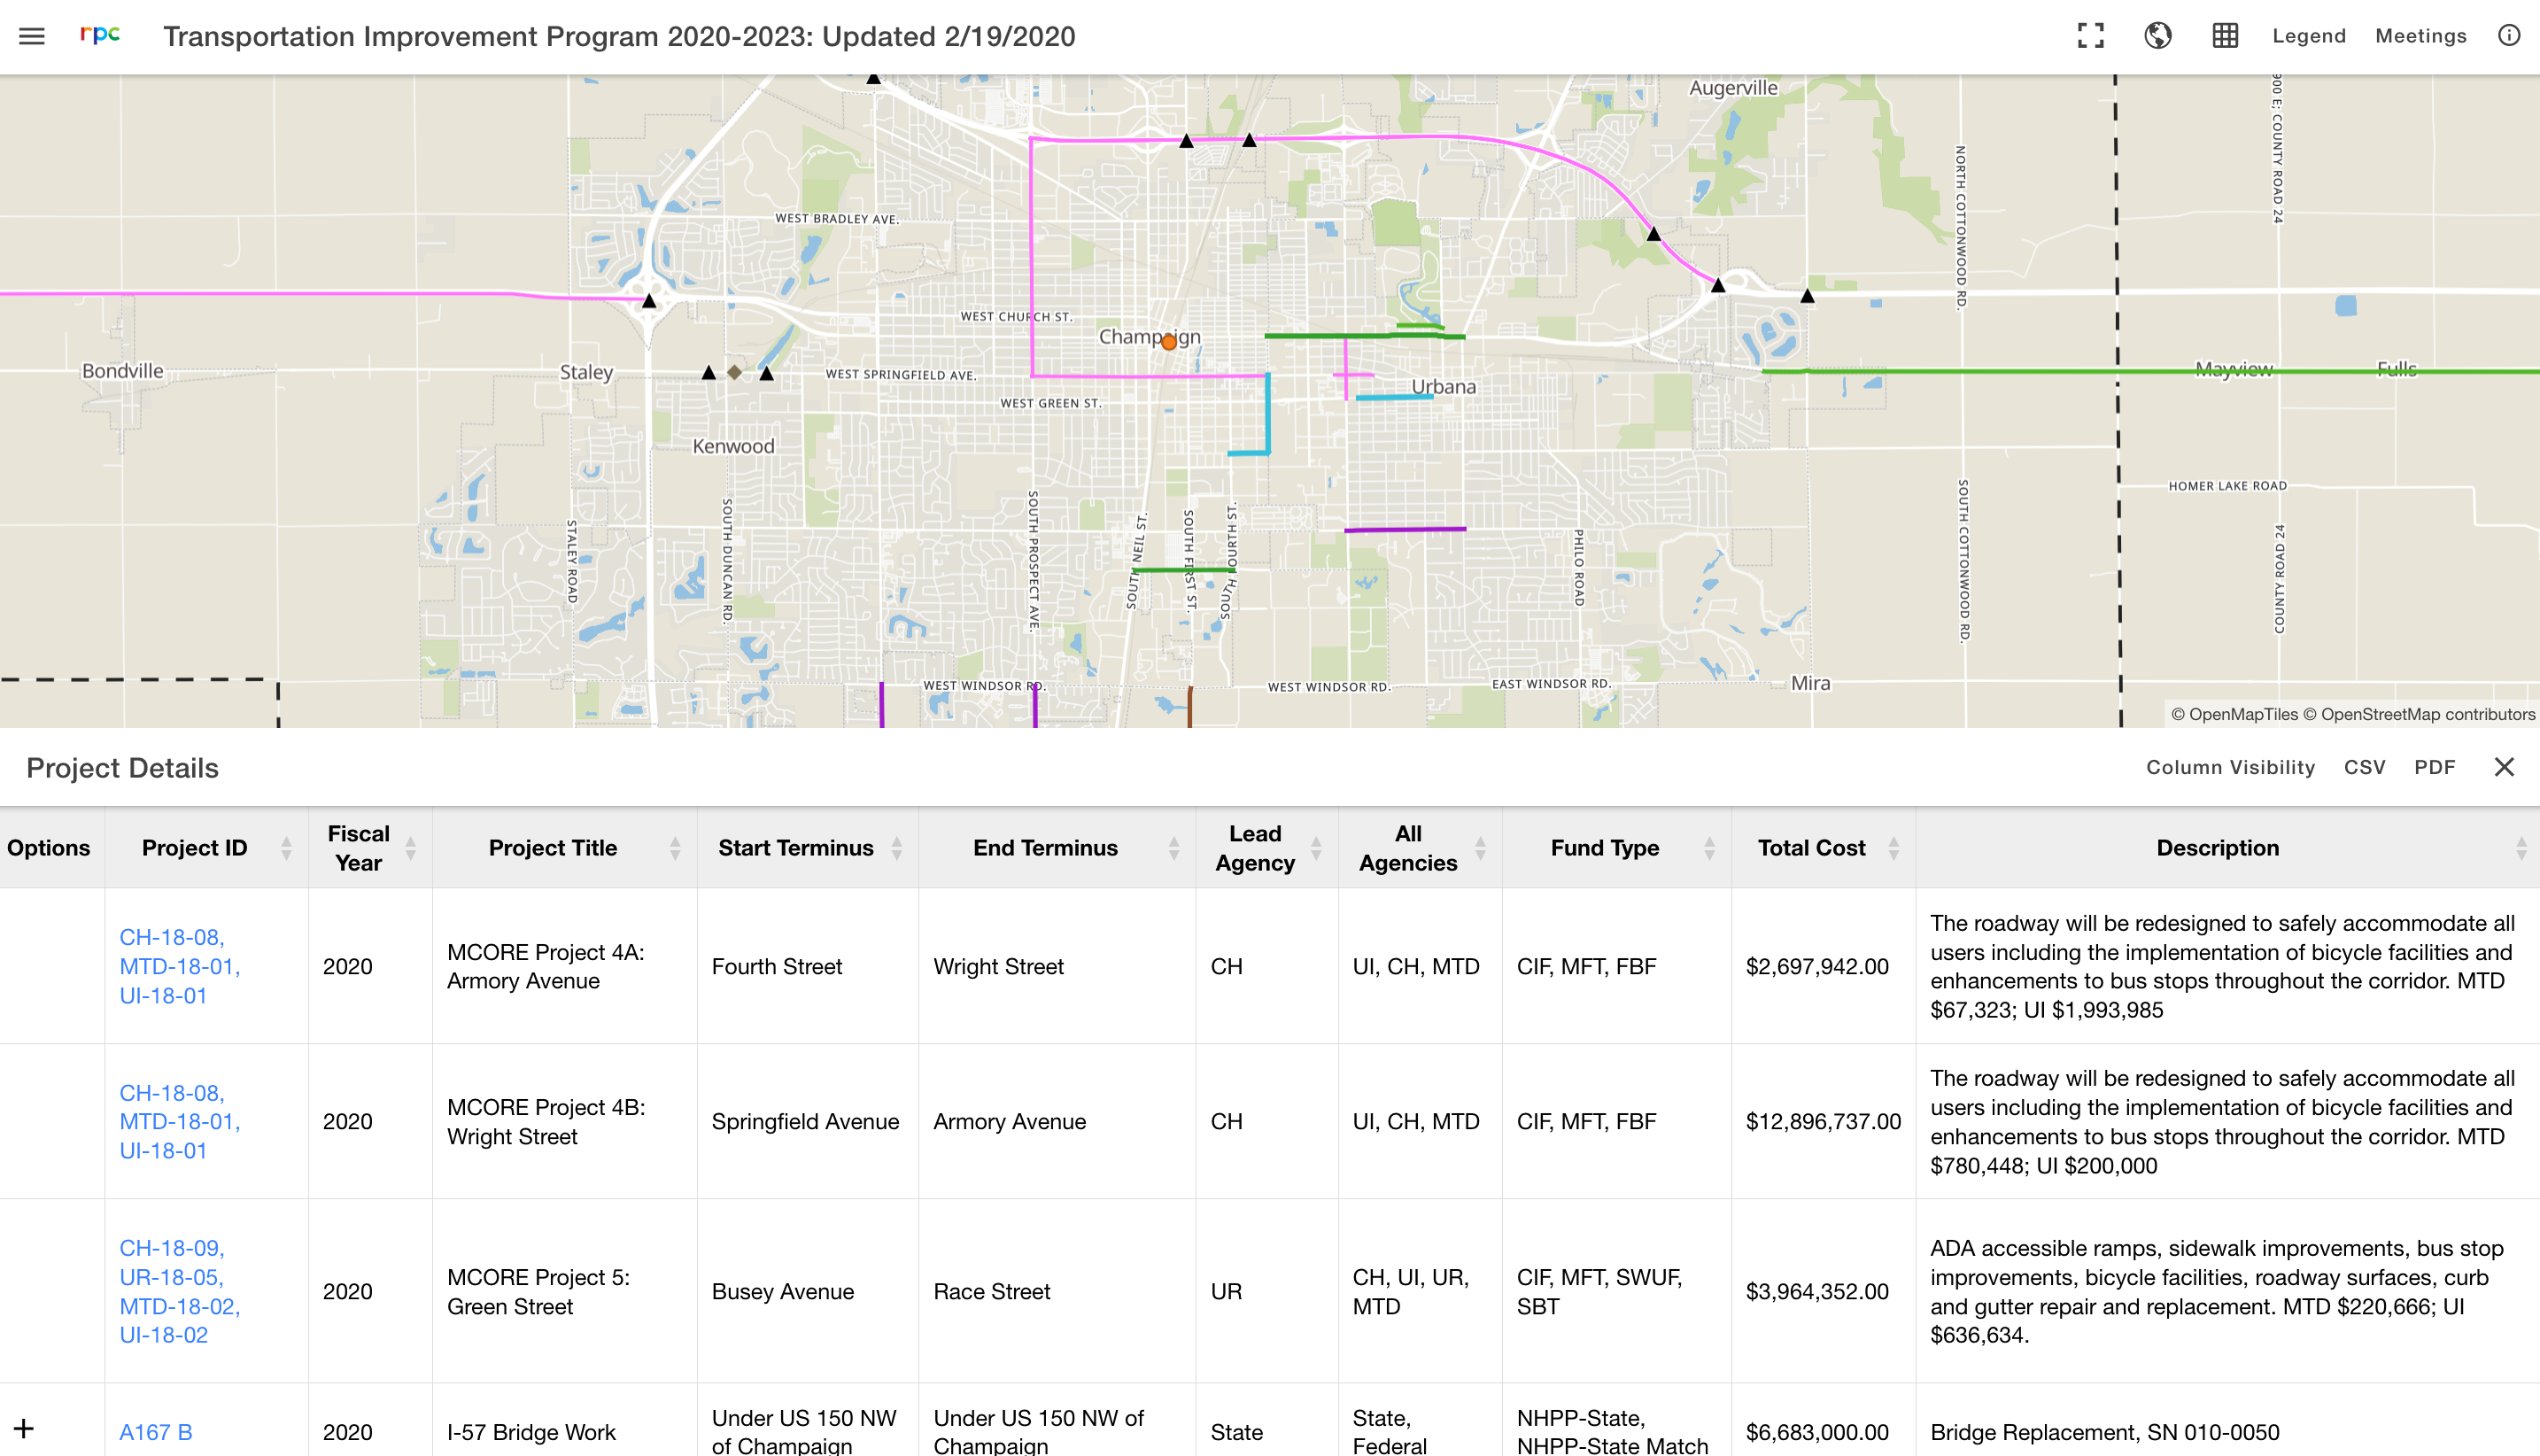 rpc
Transportation Improvement Program 2020-2023: Updated 2/19/2020
Legend
Meetings
Augerville
900 E; COUNTY ROAD 24
NORTH COTTONWOOD RD.
WEST BRADLEY AVE.
WEST CHURCH ST.
Champaign
Bondville
Staley
WEST SPRINGFIELD AVE.
Urbana
Mayview
Fulls
WEST GREEN ST.
Kenwood
HOMER LAKE ROAD
STALEY ROAD
SOUTH DUNCAN RD.
SOUTH PROSPECT AVE.
SOUTH NEIL ST.
SOUTH FIRST ST.
SOUTH FOURTH ST.
PHILO ROAD
SOUTH COTTONWOOD RD.
COUNTY ROAD 24
WEST WINDSOR RD.
WEST WINDSOR RD.
EAST WINDSOR RD.
Mira
© OpenMapTiles © OpenStreetMap contributors
Project Details
Column Visibility
CSV
PDF
Options
Project ID
Fiscal
Year
Project Title
Start Terminus
End Terminus
Lead
Agency
All
Agencies
Fund Type
Total Cost
Description
CH-18-08,
MTD-18-01,
UI-18-01
2020
MCORE Project 4A:
Armory Avenue
Fourth Street
Wright Street
CH
UI, CH, MTD
CIF, MFT, FBF
$2,697,942.00
The roadway will be redesigned to safely accommodate all
users including the implementation of bicycle facilities and
enhancements to bus stops throughout the corridor. MTD
$67,323; UI $1,993,985
CH-18-08,
MTD-18-01,
UI-18-01
2020
MCORE Project 4B:
Wright Street
Springfield Avenue
Armory Avenue
CH
UI, CH, MTD
CIF, MFT, FBF
$12,896,737.00
The roadway will be redesigned to safely accommodate all
users including the implementation of bicycle facilities and
enhancements to bus stops throughout the corridor. MTD
$780,448; UI $200,000
CH-18-09,
UR-18-05,
MTD-18-02,
UI-18-02
2020
MCORE Project 5:
Green Street
Busey Avenue
Race Street
UR
CH, UI, UR,
MTD
CIF, MFT, SWUF,
SBT
$3,964,352.00
ADA accessible ramps, sidewalk improvements, bus stop
improvements, bicycle facilities, roadway surfaces, curb
and gutter repair and replacement. MTD $220,666; UI
$636,634.
A167 B
2020
I-57 Bridge Work
Under US 150 NW
of Champaign
Under US 150 NW of
Champaign
State
State,
Federal
NHPP-State,
NHPP-State Match
$6,683,000.00
Bridge Replacement, SN 010-0050